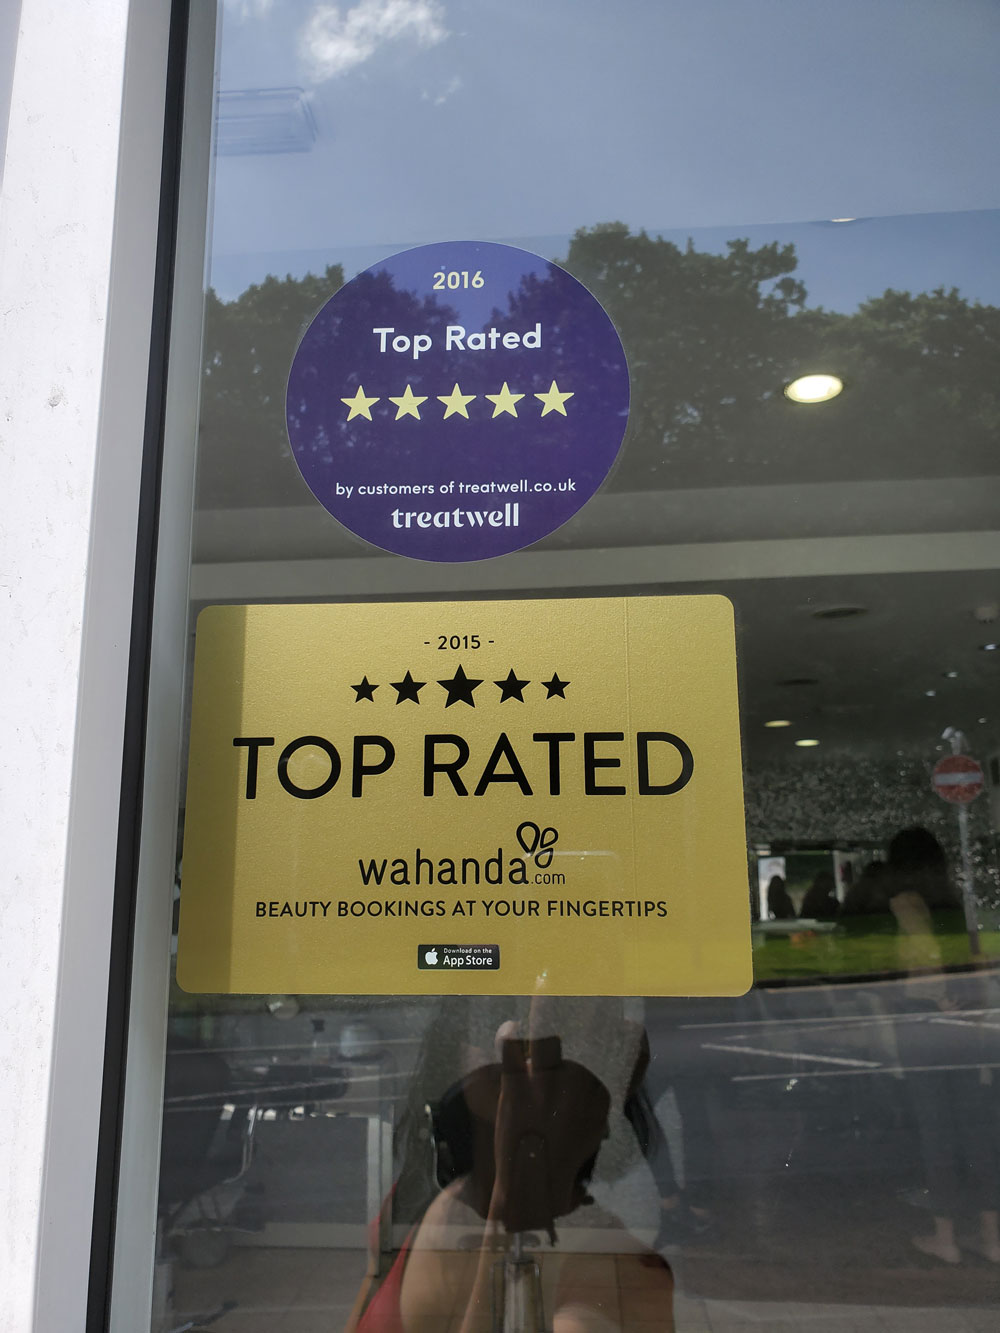 2016
Top Rated
by customers of treatwell.co.uk
treatwell
- 2015 -
TOP RATED
wahanda.com
BEAUTY BOOKINGS AT YOUR FINGERTIPS
Download on the
App Store